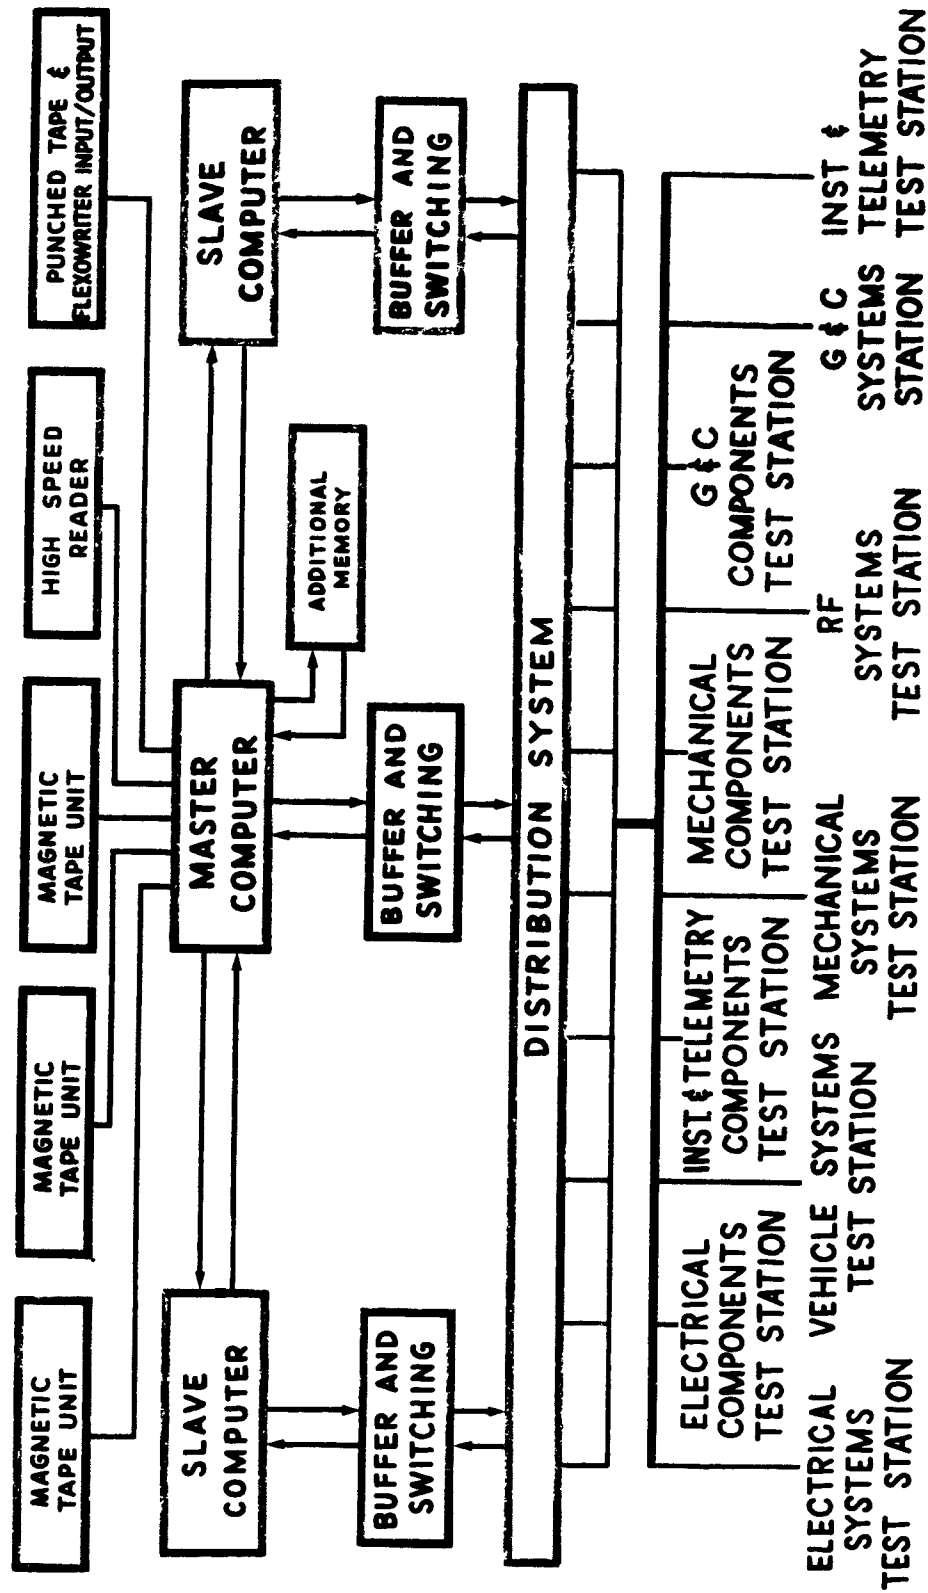 MAGNETIC
TAPE UNIT
MAGNETIC
TAPE UNIT
MAGNETIC
TAPE UNIT
HIGH SPEED
READER
PUNCHED TAPE &
FLEXOWRITER INPUT/OUTPUT
SLAVE
COMPUTER
MASTER
COMPUTER
SLAVE
COMPUTER
ADDITIONAL
MEMORY
BUFFER AND
SWITCHING
BUFFER AND
SWITCHING
BUFFER AND
SWITCHING
DISTRIBUTION SYSTEM
ELECTRICAL
COMPONENTS
TEST STATION
INST & TELEMETRY
COMPONENTS
TEST STATION
MECHANICAL
COMPONENTS
TEST STATION
G & C
COMPONENTS
TEST STATION
ELECTRICAL
SYSTEMS
TEST STATION
VEHICLE SYSTEMS
TEST STATION
MECHANICAL
SYSTEMS
TEST STATION
RF
SYSTEMS
TEST STATION
G & C
SYSTEMS
STATION
INST &
TELEMETRY
TEST STATION